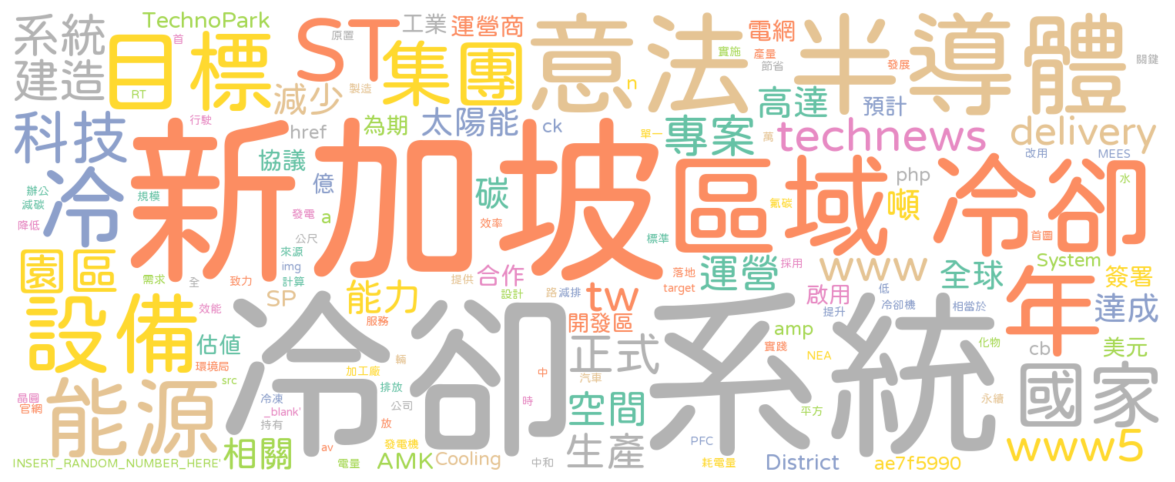 系統 TechnoPark 工業 運營商 電網 實施 產量 關鍵
建造 目標 首 原置 ST 集團 意法半導體 節省 發展
RT 減少 製造 n 高達 預計
科技 行駛 href 為期 太陽能 ck 單一 專案 萬 technews delivery
新加坡 區域 冷卻
冷 辦公 減碳 規模 協議 億 碳 php 噸 改用 MEES 水
降低 發電 a 效率 標準 氟碳 首圖
園區 公尺 來源 img 計算 提供 合作 落地 運營 採用 www 全球 System 簽署
需求 全 致力 SP 能力 設計 路 減排 tw target 啟用 低 冷卻機 相當於 年 達成
設備 效能 估值 服務 開發區 提升 amp
冷卻系統
環境局 輛 正式 實踐 NEA cb 化物 美元
能源 src 加工廠 中 汽車 國家
晶圓 冷凍 排放 空間 永續
官網 _blank' 持有 公司 時 平方
相關 av 放 發電機 生產 PFC www5
INSERT_RANDOM_NUMBER_HERE' 電量 AMK Cooling 中和 耗電量 District ae7f5990